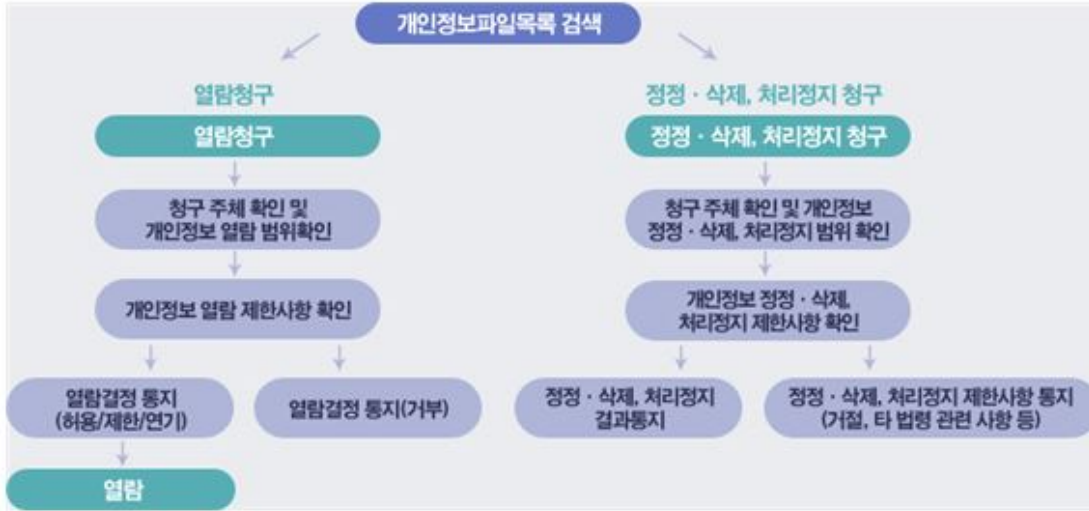 개인정보파일목록 검색
열람청구
열람청구
청구 주체 확인 및
개인정보 열람 범위확인
개인정보 열람 제한사항 확인
열람결정 통지
(허용/제한/연기)
열람결정 통지(거부)
열람
정정 · 삭제, 처리정지 청구
정정 · 삭제, 처리정지 청구
청구 주체 확인 및 개인정보
정정 · 삭제, 처리정지 범위 확인
개인정보 정정 · 삭제,
처리정지 제한사항 확인
정정 · 삭제, 처리정지
결과통지
정정 · 삭제, 처리정지 제한사항 통지
(거절, 타 법령 관련 사항 등)